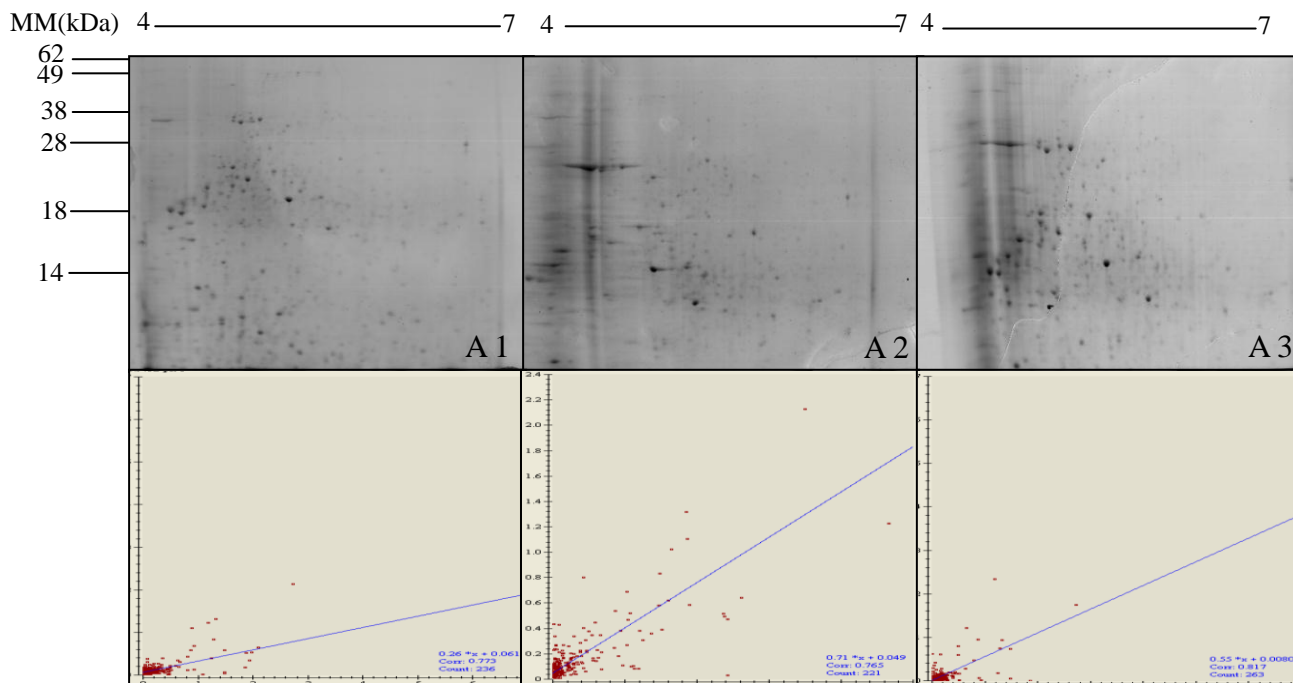 MM(kDa) 4 7 4 7 4 7
62
49
38
28
18
14
A 1 A 2 A 3
2.4
2.2
2.0
1.8
1.6
1.4
1.2
1.0
0.8
0.6
0.4
0.2
0
0.26 *x + 0.061
Corr: 0.773
Count: 236
0.71 *x + 0.049
Corr: 0.765
Count: 221
0.55 *x + 0.0080
Corr: 0.817
Count: 263